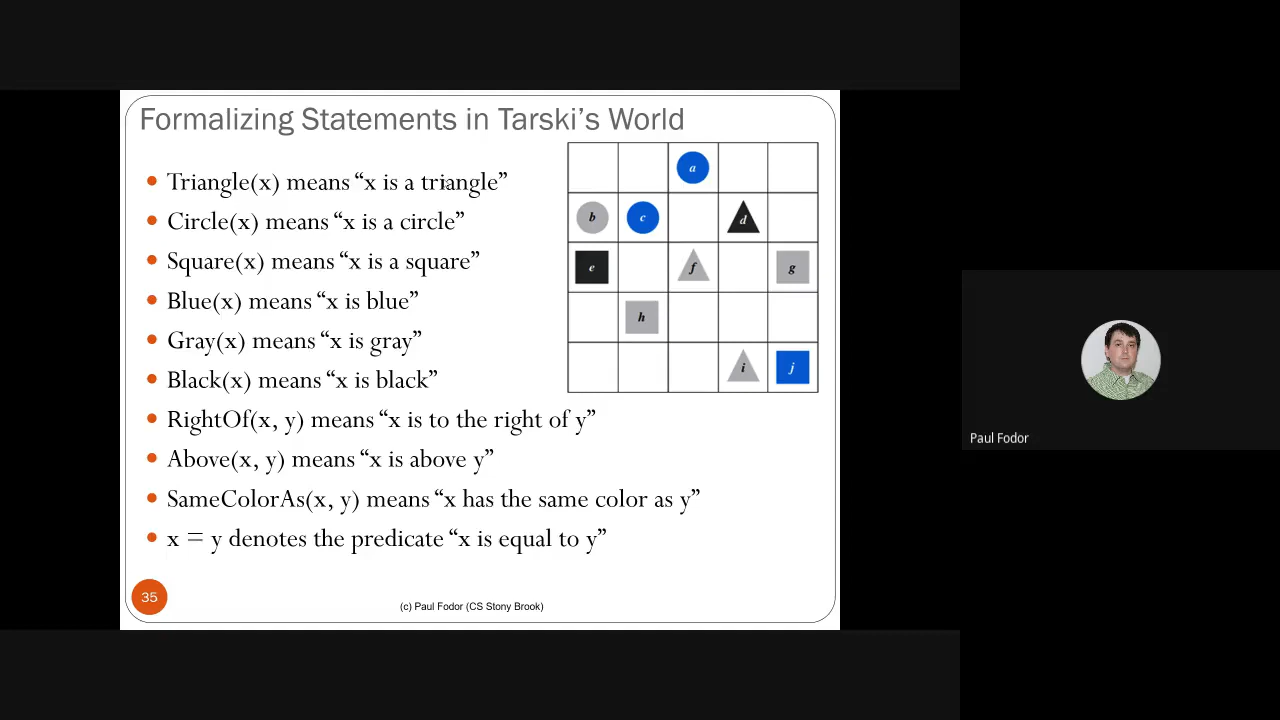 Formalizing Statements in Tarski's World
• Triangle(x) means “x is a triangle”
• Circle(x) means “x is a circle”
• Square(x) means “x is a square”
• Blue(x) means “x is blue”
• Gray(x) means “x is gray”
• Black(x) means “x is black”
• RightOf(x, y) means “x is to the right of y”
• Above(x, y) means “x is above y”
• SameColorAs(x, y) means “x has the same color as y”
• x = y denotes the predicate “x is equal to y”
a
b c d
e f g
h
i j
35
(c) Paul Fodor (CS Stony Brook)
Paul Fodor